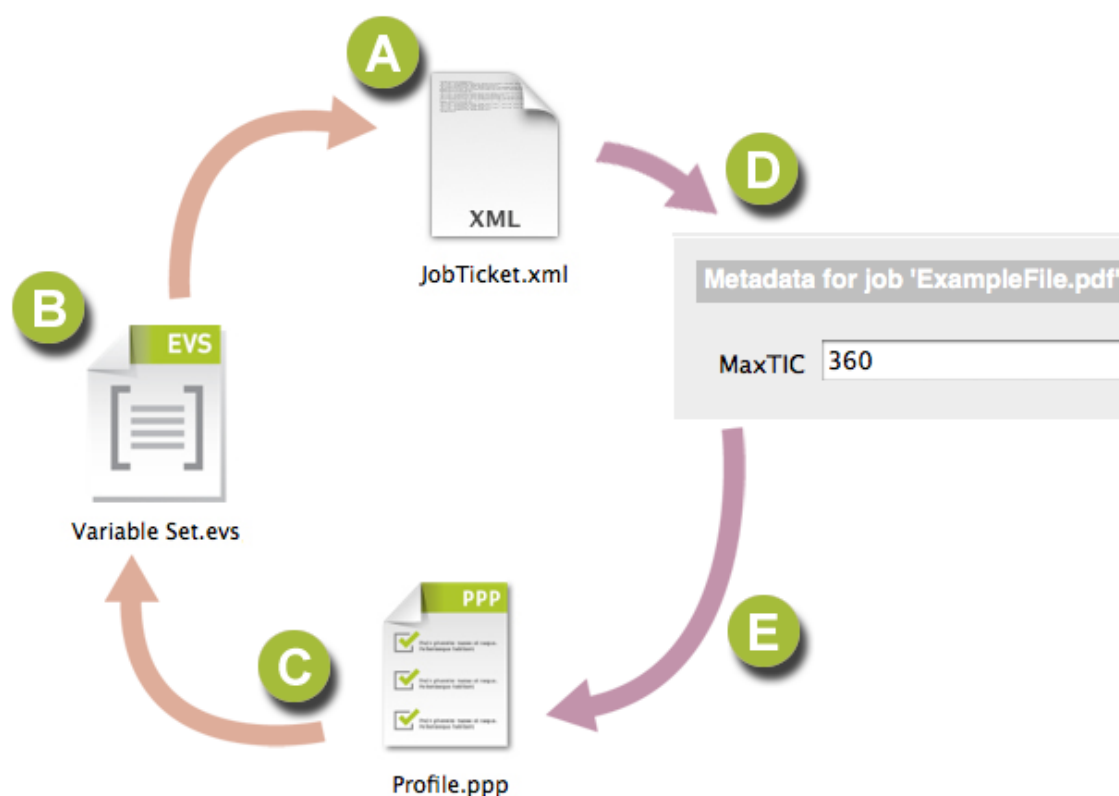 A
XML
JobTicket.xml
D
Metadata for job 'ExampleFile.pdf'
MaxTIC 360
B
EVS
Variable Set.evs
E
PPP
C
Profile.ppp